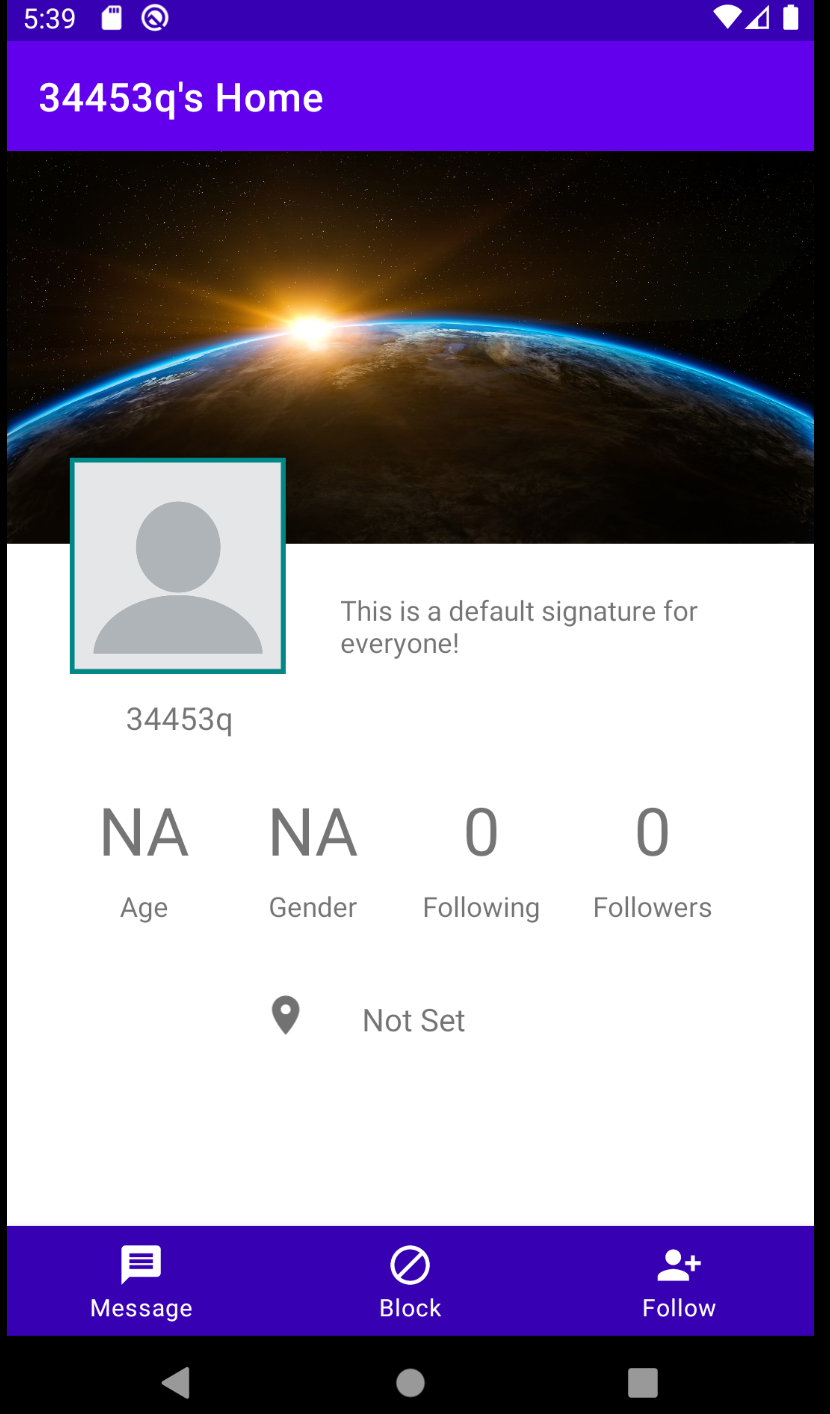 5:39
34453q's Home
This is a default signature for
everyone!
34453q
NA NA 0 0
Age Gender Following Followers
Not Set
Message Block Follow